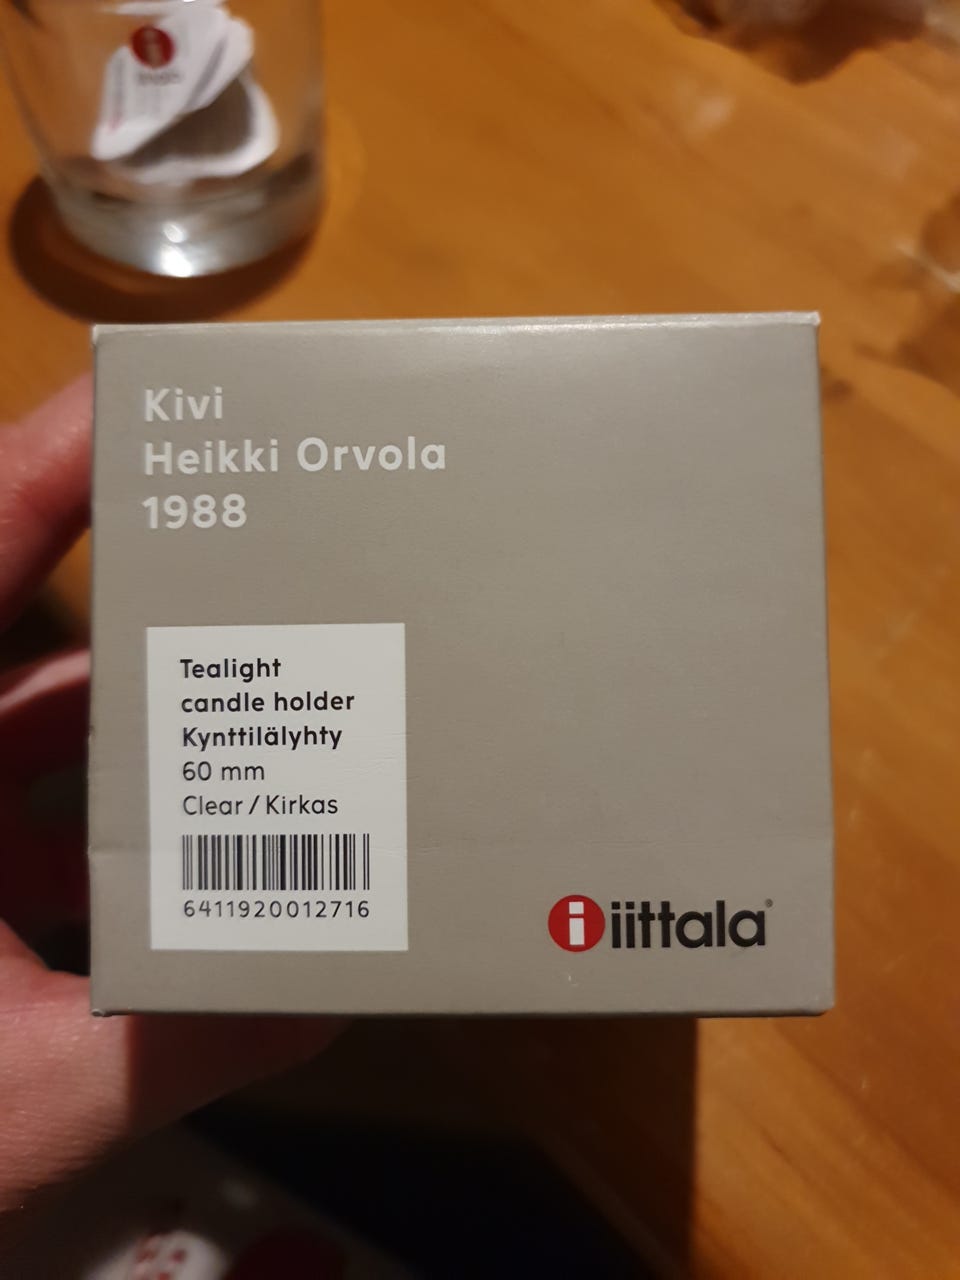 Kivi
Heikki Orvola
1988
Tealight
candle holder
Kynttilälyhty
60 mm
Clear / Kirkas
6411920012716
i iittala®